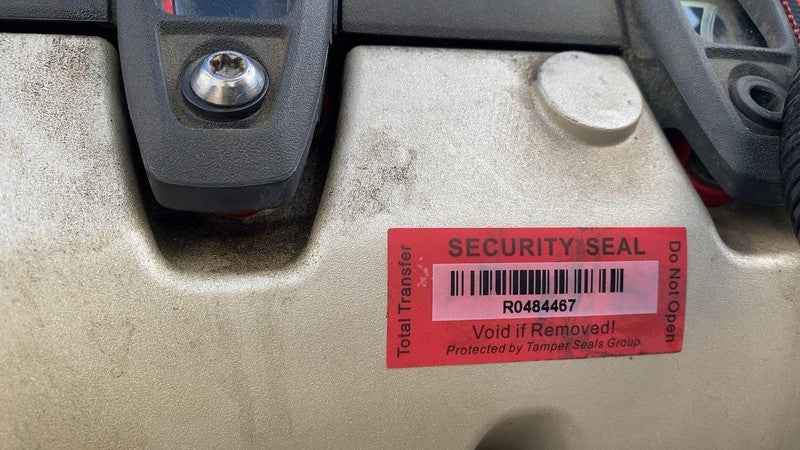 SECURITY SEAL
Total Transfer
R0484467
Do Not Open
Void if Removed!
Protected by Tamper Seals Group